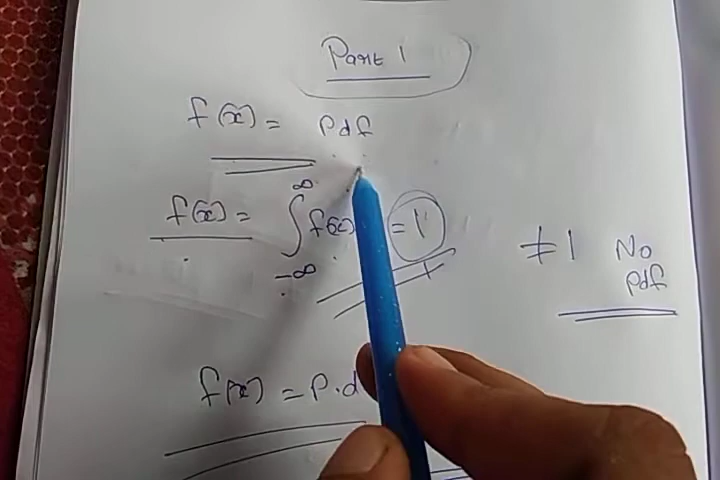 Part 1
f(x) = Pdf
f(x) = ∫ ∞ -∞ f(x) = 1
≠ 1 No
pdf
f(x) = P.d